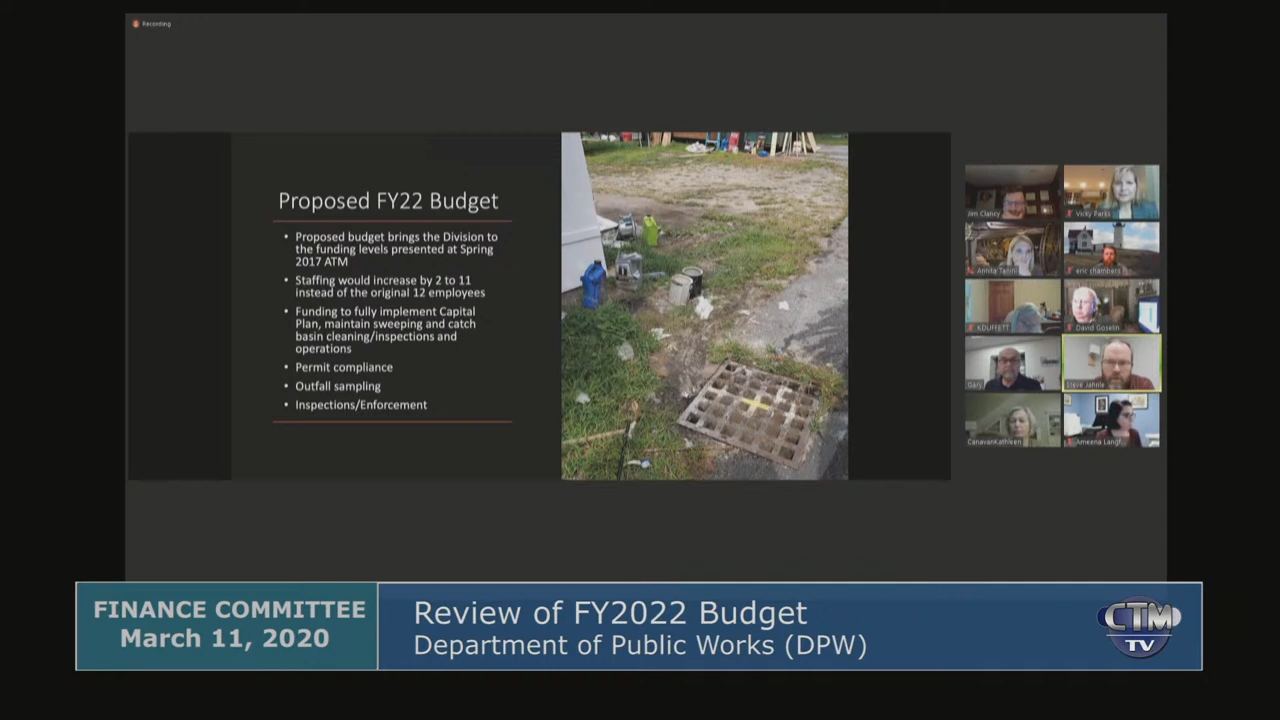 Recording
Proposed FY22 Budget
• Proposed budget brings the Division to
the funding levels presented at Spring
2017 ATM
• Staffing would increase by 2 to 11
instead of the original 12 employees
• Funding to fully implement Capital
Plan, maintain sweeping and catch
basin cleaning/inspections and
operations
• Permit compliance
• Outfall sampling
• Inspections/Enforcement
Jim Clancy
Vicky Parks
eric chambers
KDUFFETT
David Goselin
Gary
Steve Jahnle
CanavanKathleen
Ameena Langf
FINANCE COMMITTEE
March 11, 2020
Review of FY2022 Budget
Department of Public Works (DPW)
CTM
TV